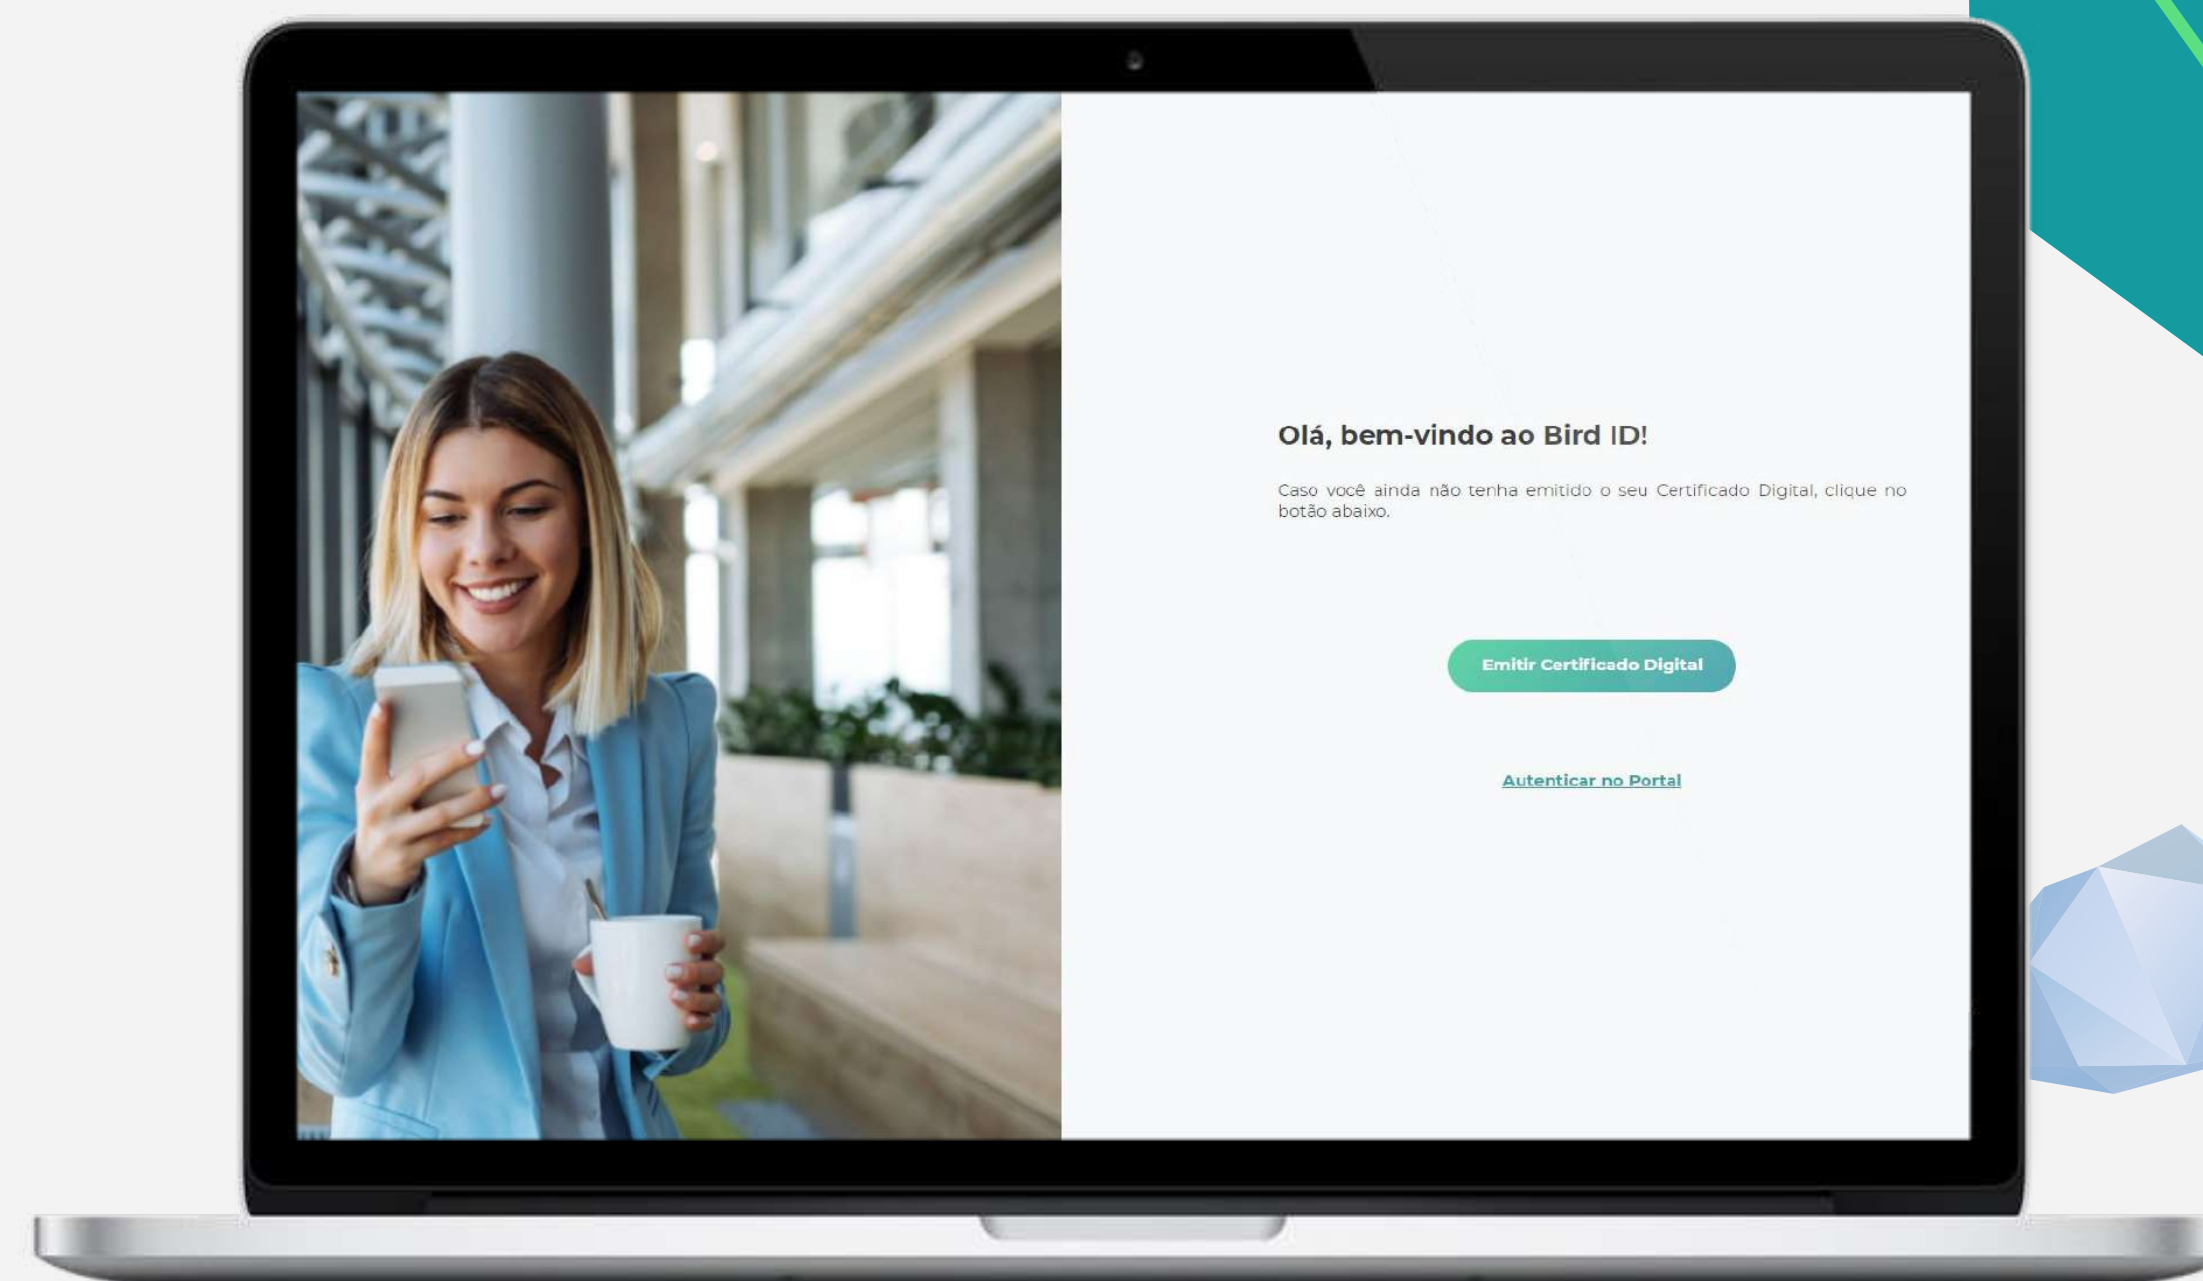 Olá, bem-vindo ao Bird ID!
Caso você ainda não tenha emitido o seu Certificado Digital, clique no
botão abaixo.
Emitir Certificado Digital
Autenticar no Portal